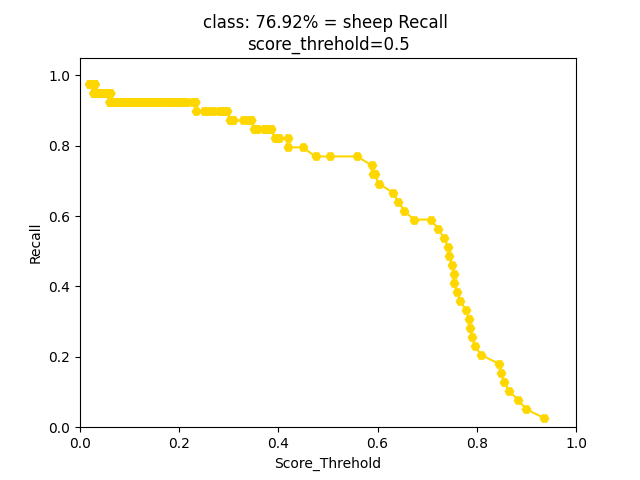 class: 76.92% = sheep Recall
score_threhold=0.5
1.0
0.8
0.6
0.4
0.2
0.0
Recall
0.0 0.2 0.4 0.6 0.8 1.0
Score_Threhold